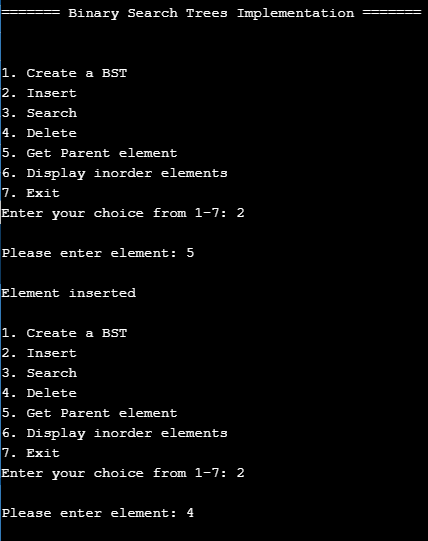 ======= Binary Search Trees Implementation =======
1. Create a BST
2. Insert
3. Search
4. Delete
5. Get Parent element
6. Display inorder elements
7. Exit
Enter your choice from 1-7: 2
Please enter element: 5
Element inserted
1. Create a BST
2. Insert
3. Search
4. Delete
5. Get Parent element
6. Display inorder elements
7. Exit
Enter your choice from 1-7: 2
Please enter element: 4